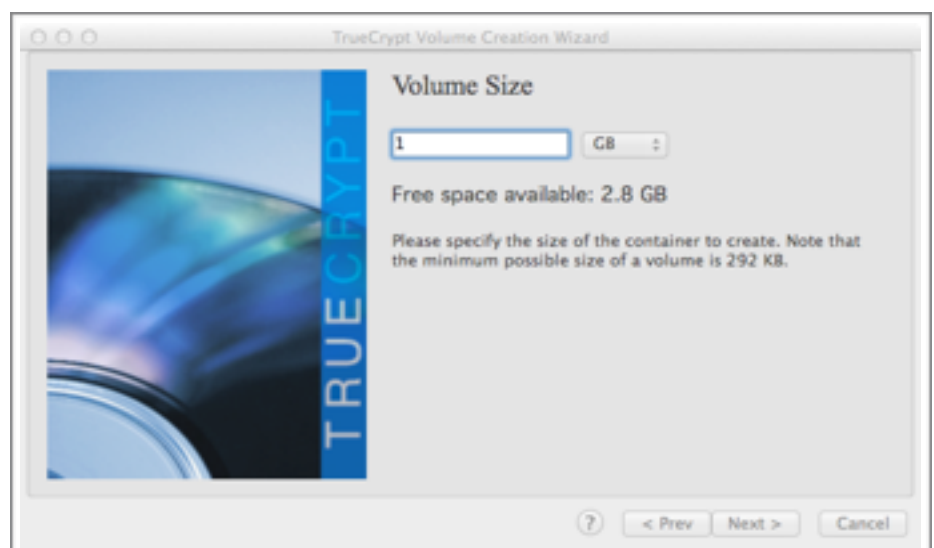 TrueCrypt Volume Creation Wizard
TRUECRYPT
Volume Size
1 GB
Free space available: 2.8 GB
Please specify the size of the container to create. Note that
the minimum possible size of a volume is 292 KB.
? < Prev Next > Cancel